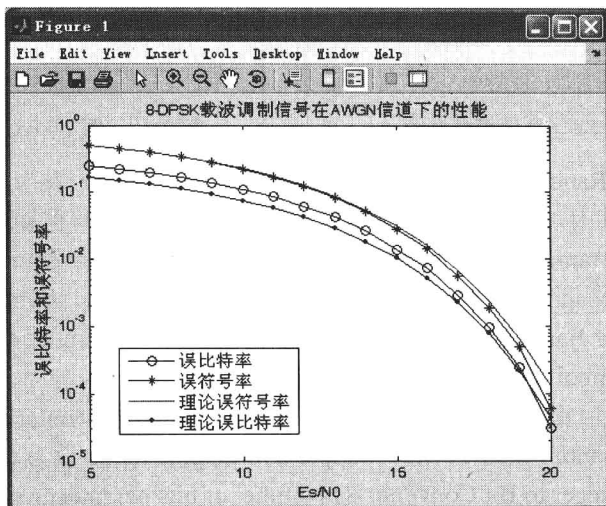 Figure 1
File Edit View Insert Tools Desktop Window Help
8-DPSK载波调制信号在AWGN信道下的性能
误比特率和误符号率
10^0
10^-1
10^-2
10^-3
10^-4
10^-5
误比特率
误符号率
理论误符号率
理论误比特率
5 10 15 20
Es/N0